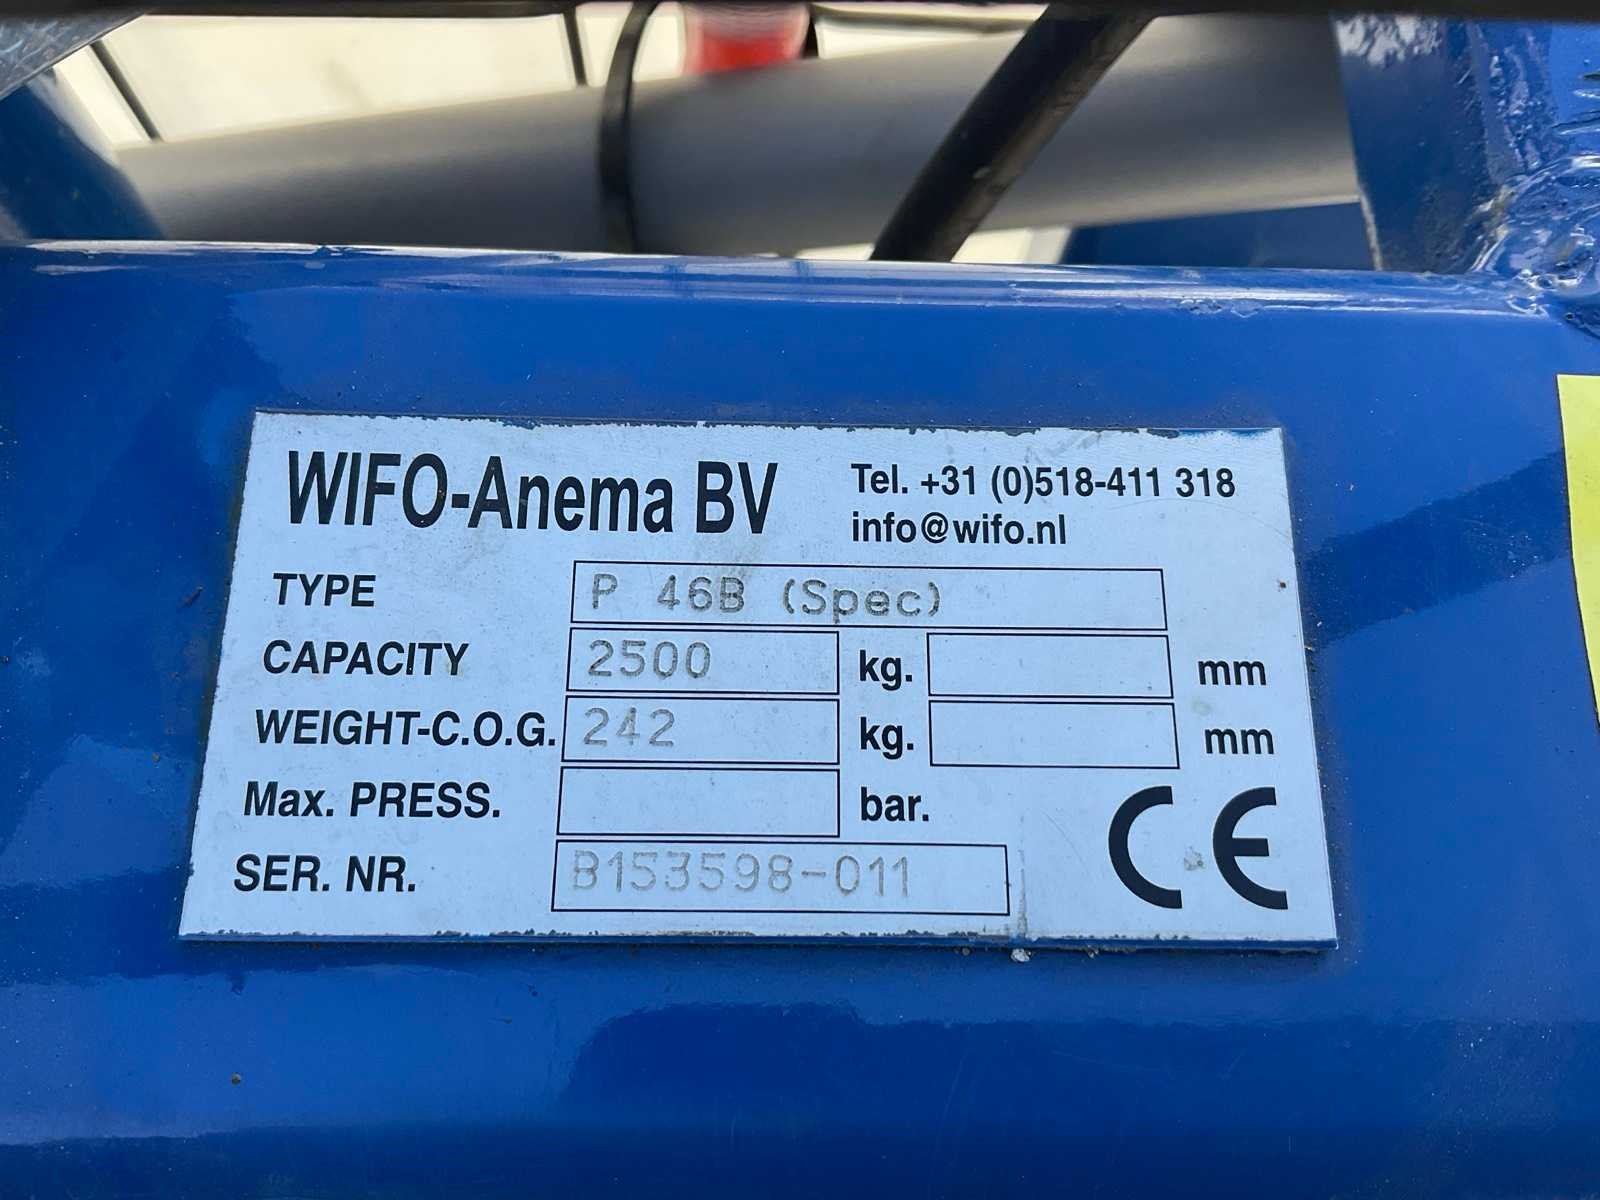 WIFO-Anema BV
Tel. +31 (0)518-411 318
info@wifo.nl
TYPE P 46B (Spec)
CAPACITY 2500 kg. mm
WEIGHT-C.O.G. 242 kg. mm
Max. PRESS. bar.
SER. NR. B153598-011
CE